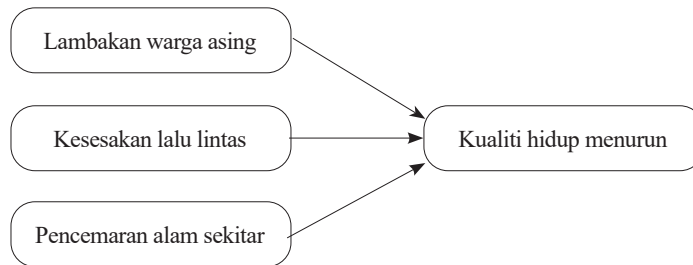 Lambakan warga asing
Kesesakan lalu lintas
Kualiti hidup menurun
Pencemaran alam sekitar